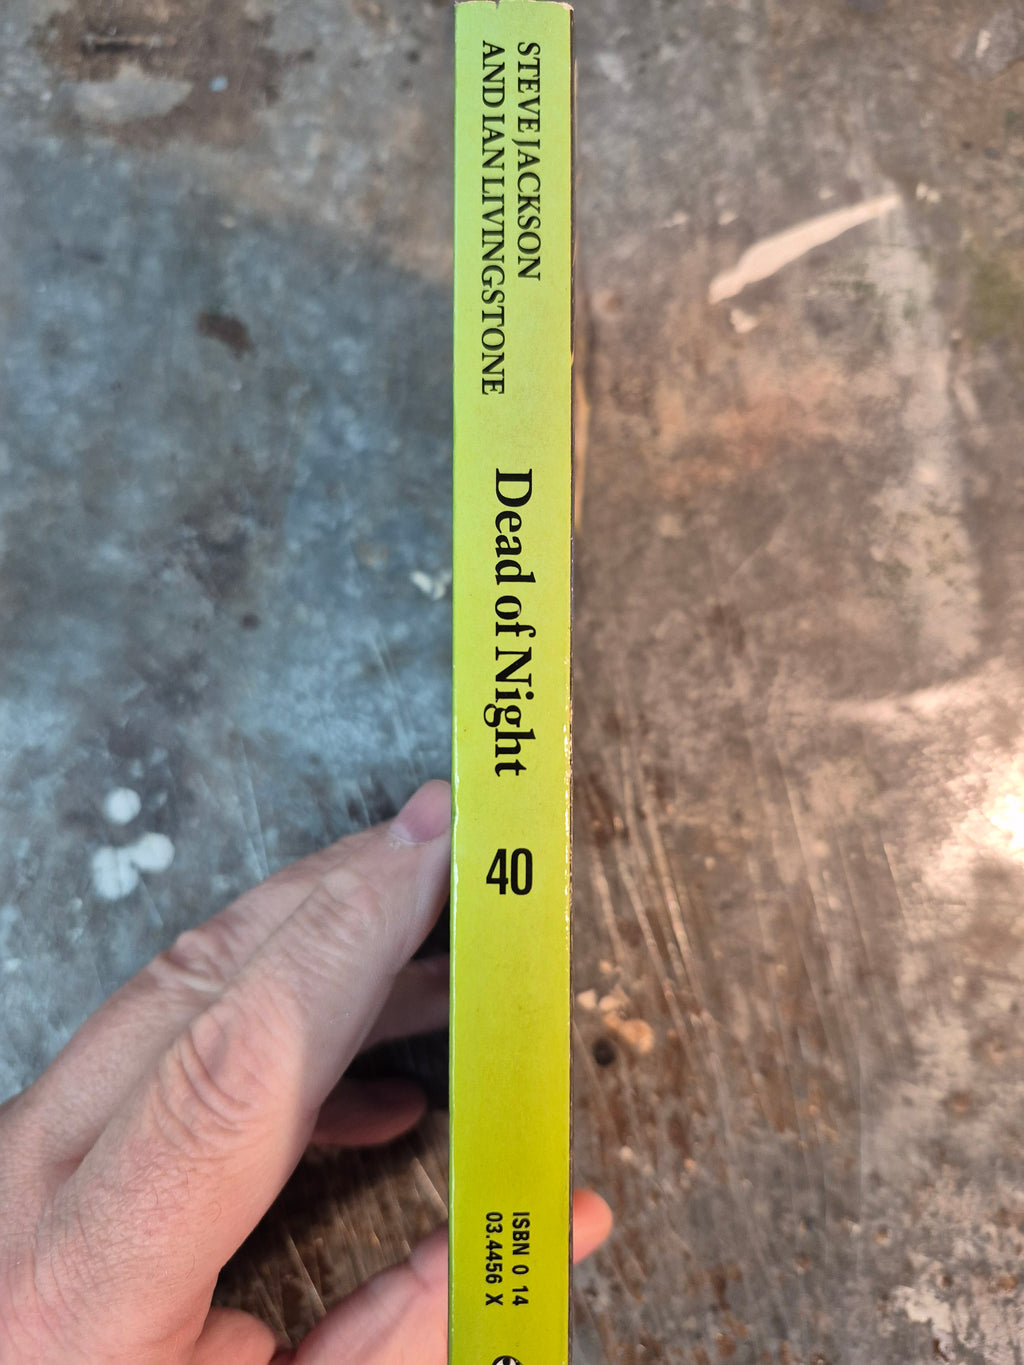 STEVE JACKSON
AND IAN LIVINGSTONE
Dead of Night
40
ISBN 0 14
03.4456 X